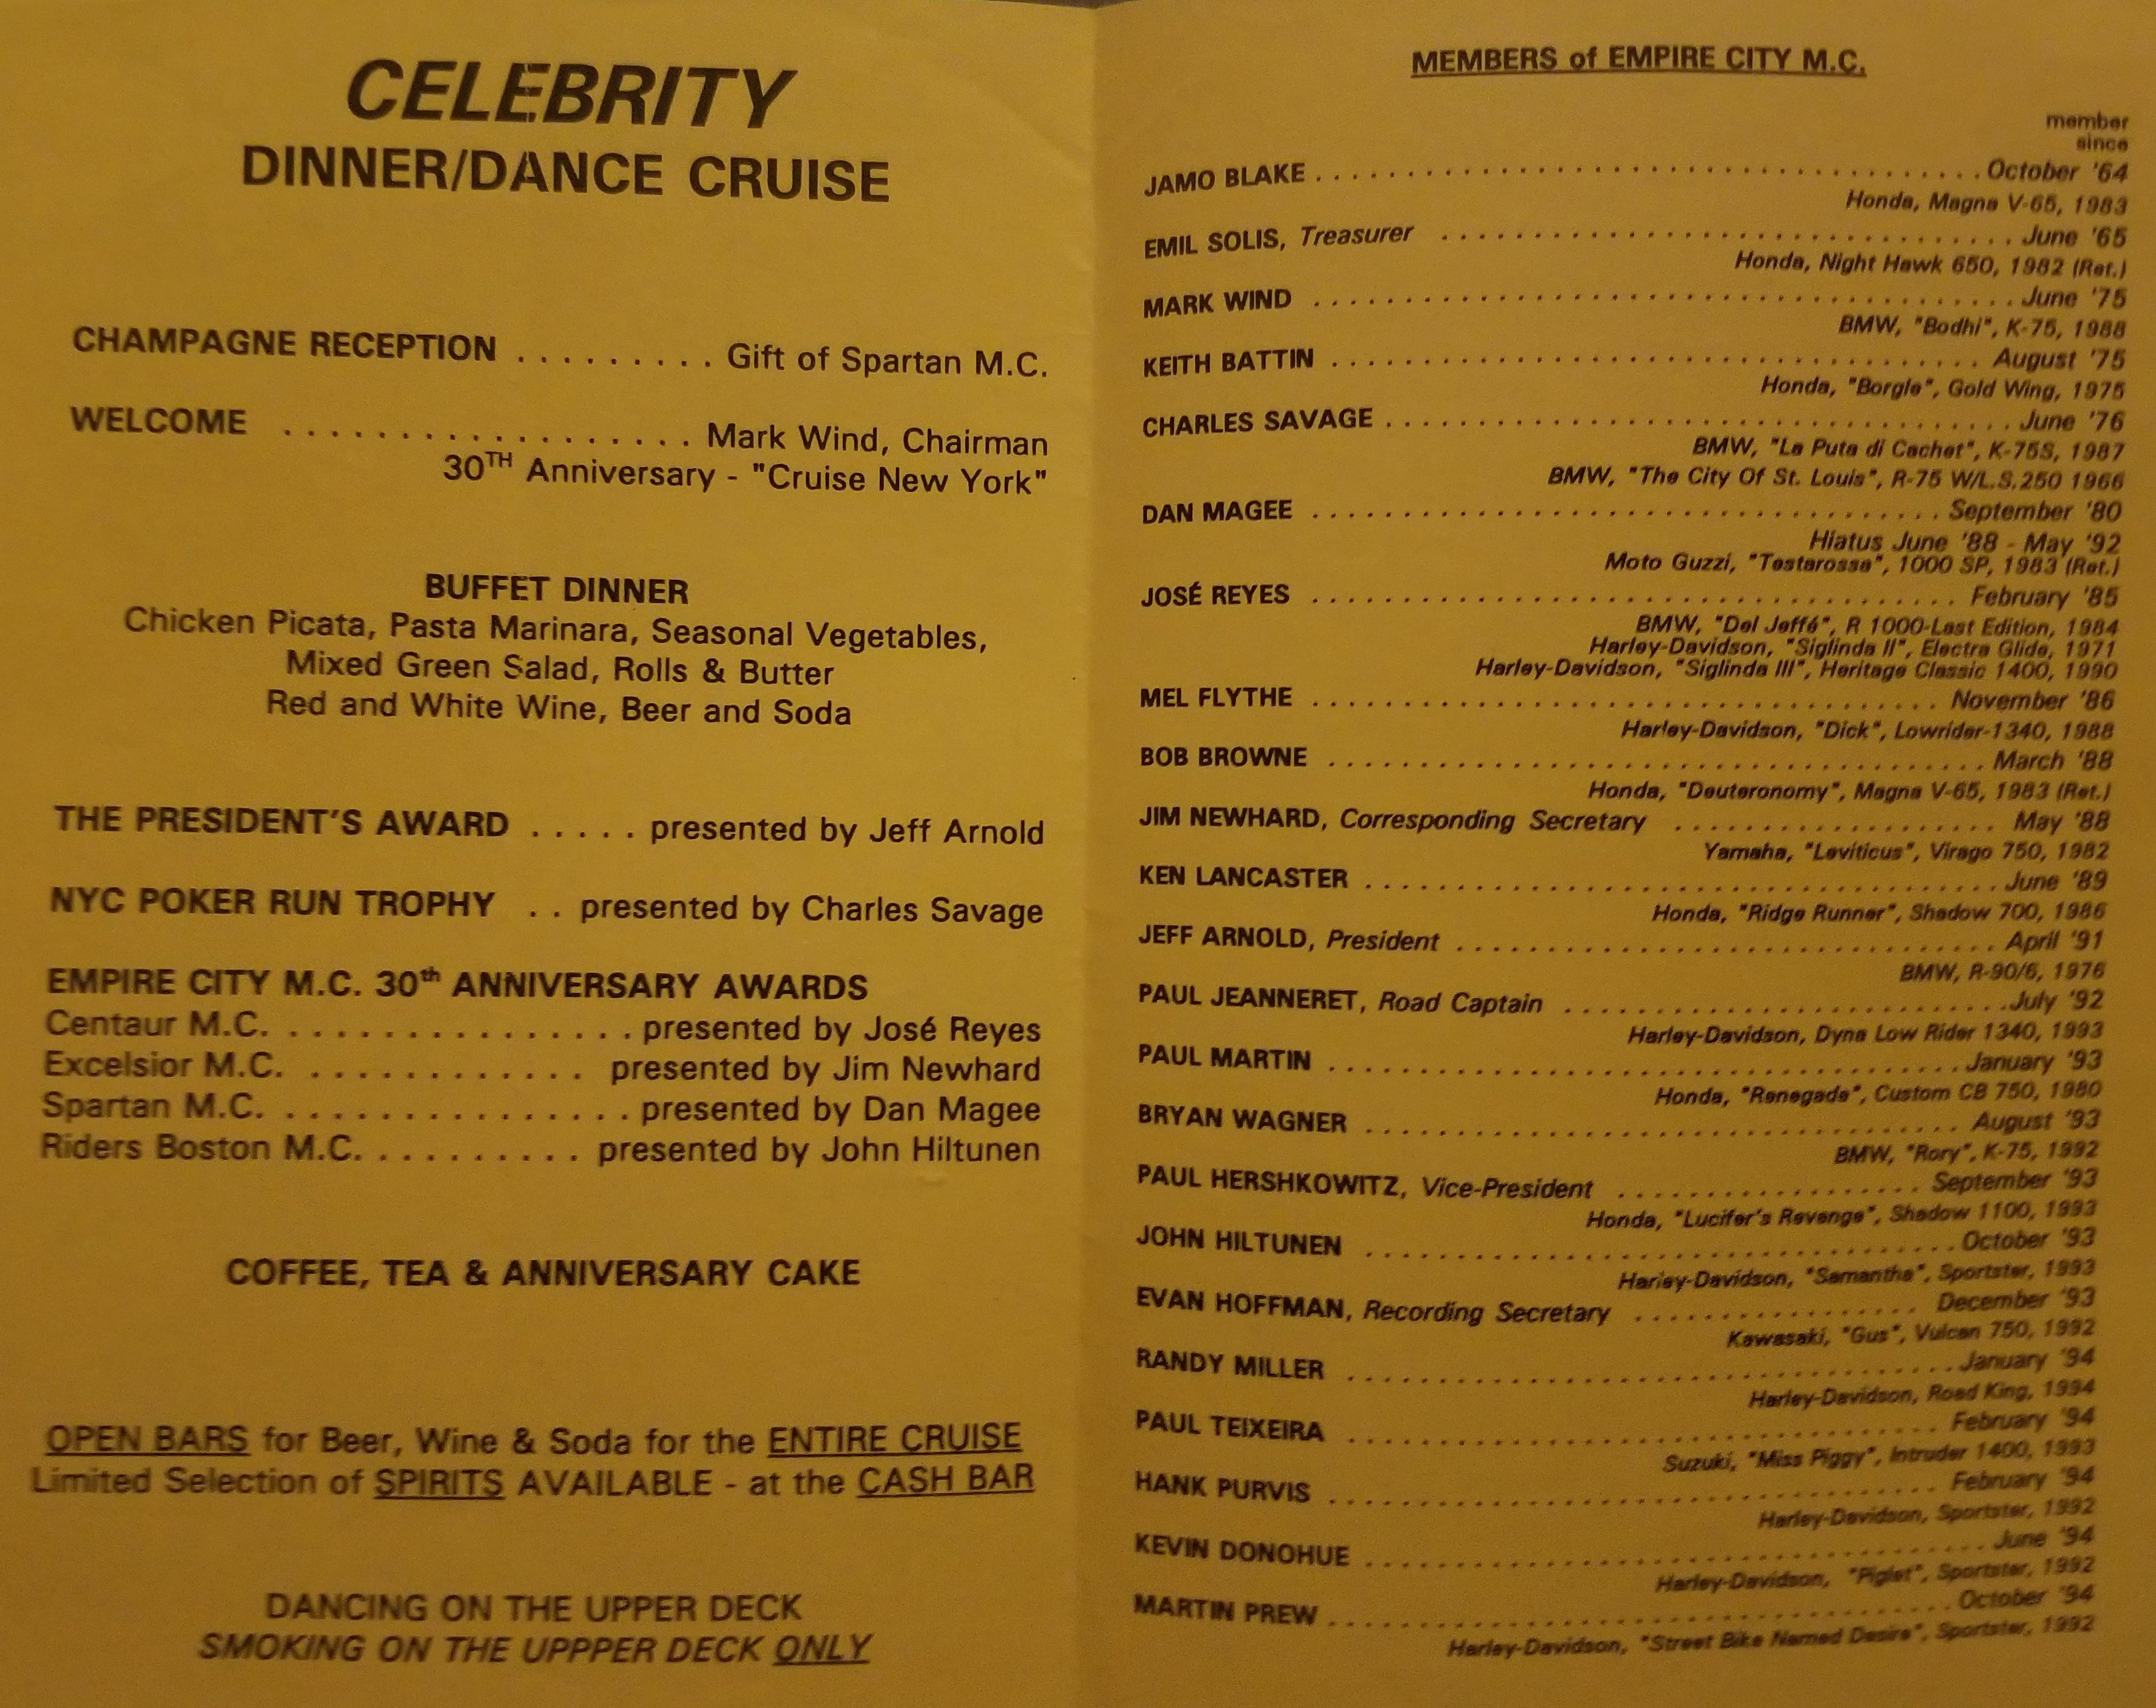 CELEBRITY
DINNER/DANCE CRUISE
CHAMPAGNE RECEPTION ......... Gift of Spartan M.C.
WELCOME .................. Mark Wind, Chairman
30TH Anniversary - "Cruise New York"
BUFFET DINNER
Chicken Picata, Pasta Marinara, Seasonal Vegetables,
Mixed Green Salad, Rolls & Butter
Red and White Wine, Beer and Soda
THE PRESIDENT'S AWARD ..... presented by Jeff Arnold
NYC POKER RUN TROPHY .. presented by Charles Savage
EMPIRE CITY M.C. 30th ANNIVERSARY AWARDS
Centaur M.C. ............... presented by José Reyes
Excelsior M.C. ............ presented by Jim Newhard
Spartan M.C. ............... presented by Dan Magee
Riders Boston M.C. .......... presented by John Hiltunen
COFFEE, TEA & ANNIVERSARY CAKE
OPEN BARS for Beer, Wine & Soda for the ENTIRE CRUISE
Limited Selection of SPIRITS AVAILABLE - at the CASH BAR
DANCING ON THE UPPER DECK
SMOKING ON THE UPPPER DECK ONLY
MEMBERS of EMPIRE CITY M.C.
member
since
JAMO BLAKE ........................ October '64
Honda, Magna V-65, 1983
EMIL SOLIS, Treasurer ........................ June '65
Honda, Night Hawk 650, 1982 (Ret.)
MARK WIND ........................ June '75
BMW, "Bodhi", K-75, 1988
KEITH BATTIN ........................ August '75
Honda, "Borgle", Gold Wing, 1975
CHARLES SAVAGE ........................ June '76
BMW, "La Puta di Cachet", K-75S, 1987
BMW, "The City Of St. Louis", R-75 W/L.S.250 1966
DAN MAGEE ........................ September '80
Hiatus June '88 - May '92
Moto Guzzi, "Testarossa", 1000 SP, 1983 (Ret.)
JOSÉ REYES ........................ February '85
BMW, "Del Jeffé", R 1000-Last Edition, 1984
Harley-Davidson, "Siglinda II", Electra Glide, 1971
Harley-Davidson, "Siglinda III", Heritage Classic 1400, 1990
MEL FLYTHE ........................ November '86
Harley-Davidson, "Dick", Lowrider-1340, 1988
BOB BROWNE ........................ March '88
Honda, "Deuteronomy", Magna V-65, 1983 (Ret.)
JIM NEWHARD, Corresponding Secretary .................. May '88
Yamaha, "Leviticus", Virago 750, 1982
KEN LANCASTER ........................ June '89
Honda, "Ridge Runner", Shadow 700, 1986
JEFF ARNOLD, President ........................ April '91
BMW, R-90/6, 1976
PAUL JEANNERET, Road Captain ........................ July '92
Harley-Davidson, Dyna Low Rider 1340, 1993
PAUL MARTIN ........................ January '93
Honda, "Renegade", Custom CB 750, 1980
BRYAN WAGNER ........................ August '93
BMW, "Rory", K-75, 1992
PAUL HERSHKOWITZ, Vice-President .................. September '93
Honda, "Lucifer's Revenge", Shadow 1100, 1993
JOHN HILTUNEN ........................ October '93
Harley-Davidson, "Samantha", Sportster, 1993
EVAN HOFFMAN, Recording Secretary ................ December '93
Kawasaki, "Gus", Vulcan 750, 1992
RANDY MILLER ........................ January '94
Harley-Davidson, Road King, 1994
PAUL TEIXEIRA ........................ February '94
Suzuki, "Miss Piggy", Intruder 1400, 1993
HANK PURVIS ........................ February '94
Harley-Davidson, Sportster, 1992
KEVIN DONOHUE ........................ June '94
Harley-Davidson, "Piglet", Sportster, 1992
MARTIN PREW ........................ October '94
Harley-Davidson, "Street Bike Named Desire", Sportster, 1992